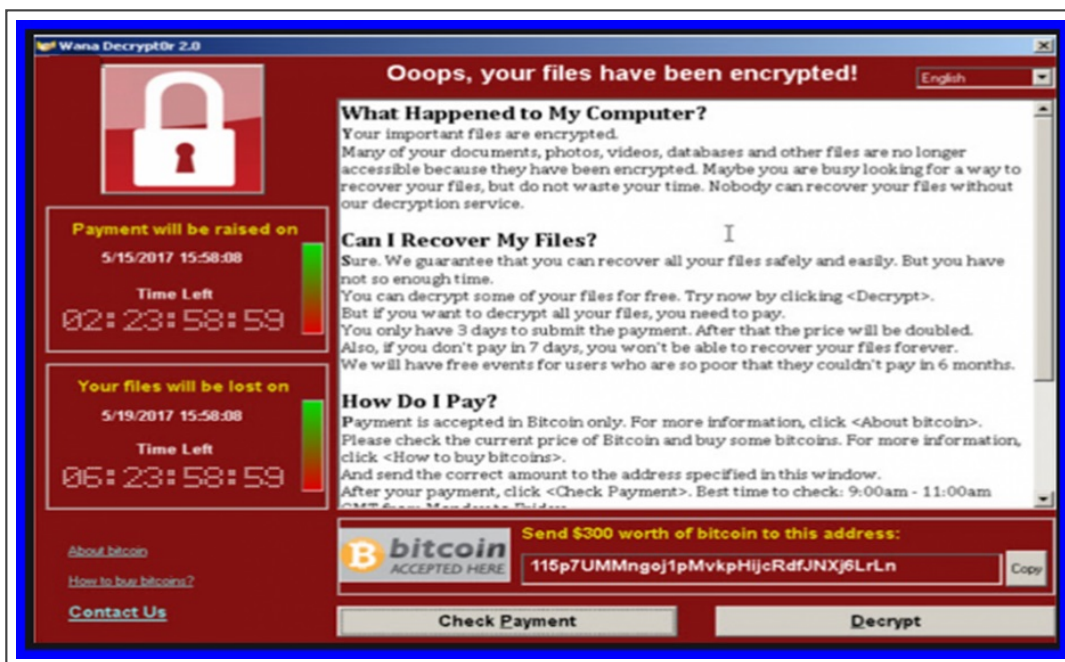 Wana Decrypt0r 2.0
Ooops, your files have been encrypted!
English
What Happened to My Computer?
Your important files are encrypted.
Many of your documents, photos, videos, databases and other files are no longer
accessible because they have been encrypted. Maybe you are busy looking for a way to
recover your files, but do not waste your time. Nobody can recover your files without
our decryption service.
Can I Recover My Files?
Sure. We guarantee that you can recover all your files safely and easily. But you have
not so enough time.
You can decrypt some of your files for free. Try now by clicking <Decrypt>.
But if you want to decrypt all your files, you need to pay.
You only have 3 days to submit the payment. After that the price will be doubled.
Also, if you don't pay in 7 days, you won't be able to recover your files forever.
We will have free events for users who are so poor that they couldn't pay in 6 months.
How Do I Pay?
Payment is accepted in Bitcoin only. For more information, click <About bitcoin>.
Please check the current price of Bitcoin and buy some bitcoins. For more information,
click <How to buy bitcoins>.
And send the correct amount to the address specified in this window.
After your payment, click <Check Payment>. Best time to check: 9:00am - 11:00am
GMT from Monday to Friday.
Payment will be raised on
5/15/2017 15:58:08
Time Left
02:23:58:59
Your files will be lost on
5/19/2017 15:58:08
Time Left
06:23:58:59
About bitcoin
How to buy bitcoins?
Contact Us
bitcoin
ACCEPTED HERE
Send $300 worth of bitcoin to this address:
115p7UMMngoj1pMvkpHijcRdfJNXj6LrLn
Copy
Check Payment
Decrypt